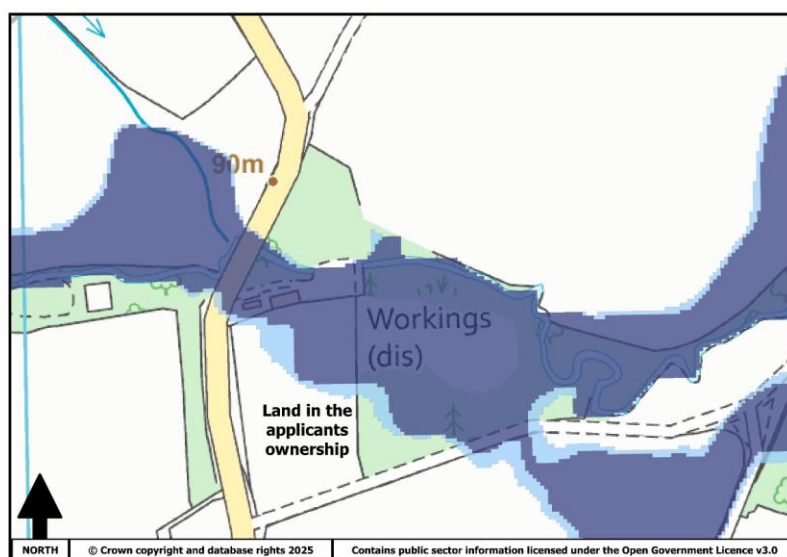 90m
Workings
(dis)
Land in the
applicants
ownership
NORTH
© Crown copyright and database rights 2025
Contains public sector information licensed under the Open Government Licence v3.0